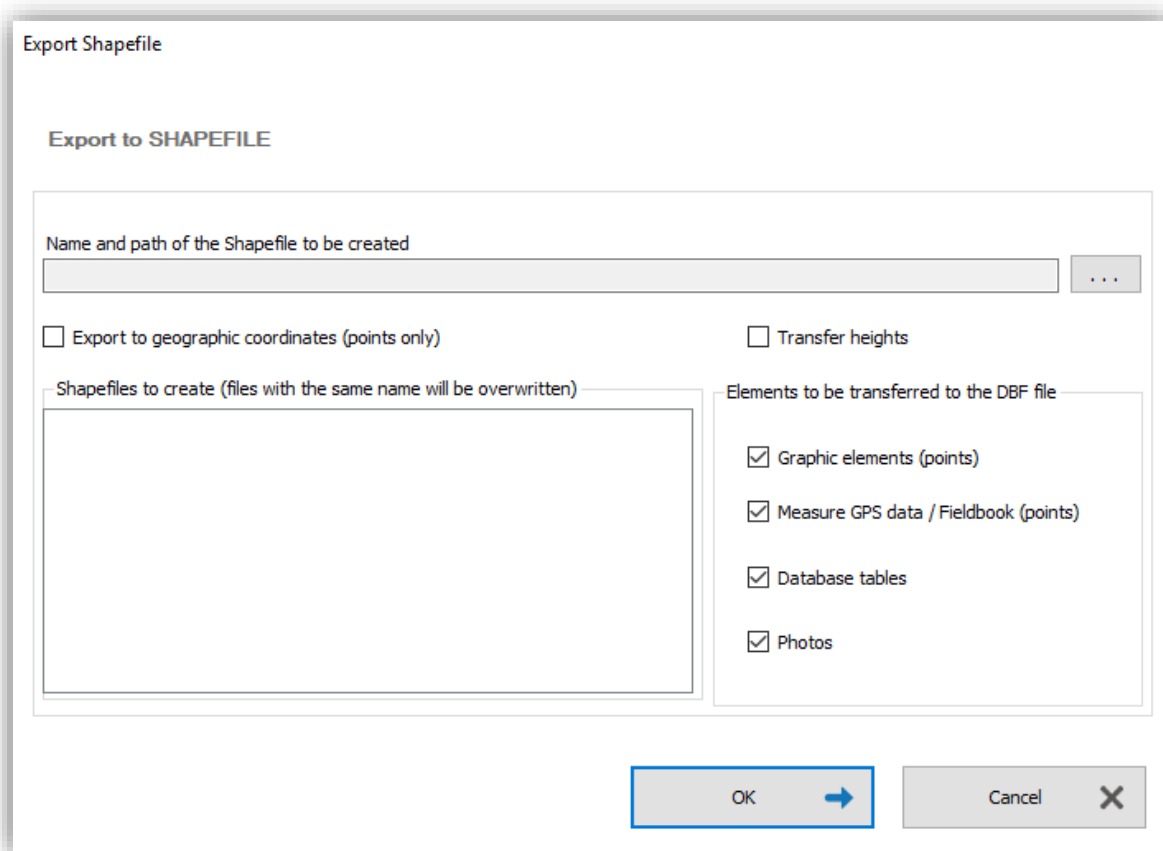 Export Shapefile
Export to SHAPEFILE
Name and path of the Shapefile to be created
...
Export to geographic coordinates (points only)
Transfer heights
Shapefiles to create (files with the same name will be overwritten)
Elements to be transferred to the DBF file
Graphic elements (points)
Measure GPS data / Fieldbook (points)
Database tables
Photos
OK
Cancel